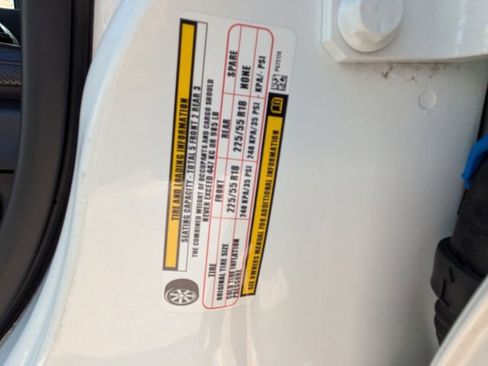 TIRE AND LOADING INFORMATION
SEATING CAPACITY - TOTAL 5 FRONT 2 REAR 3
THE COMBINED WEIGHT OF OCCUPANTS AND CARGO SHOULD
NEVER EXCEED 447 KG OR 985 LB
TIRE FRONT REAR SPARE
ORIGINAL TIRE SIZE 225/55 R18 225/55 R18 NONE
COLD TIRE INFLATION
PRESSURE 240 KPA/35 PSI 240 KPA/35 PSI - KPA/- PSI
SEE OWNERS MANUAL FOR ADDITIONAL INFORMATION